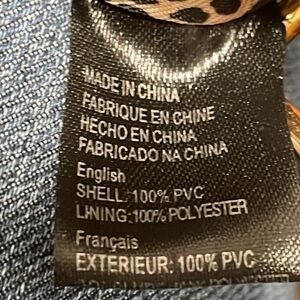 MADE IN CHINA
FABRIQUE EN CHINE
HECHO EN CHINA
FABRICADO NA CHINA
English
SHELL: 100% PVC
LINING:100% POLYESTER
Français
EXTERIEUR: 100% PVC